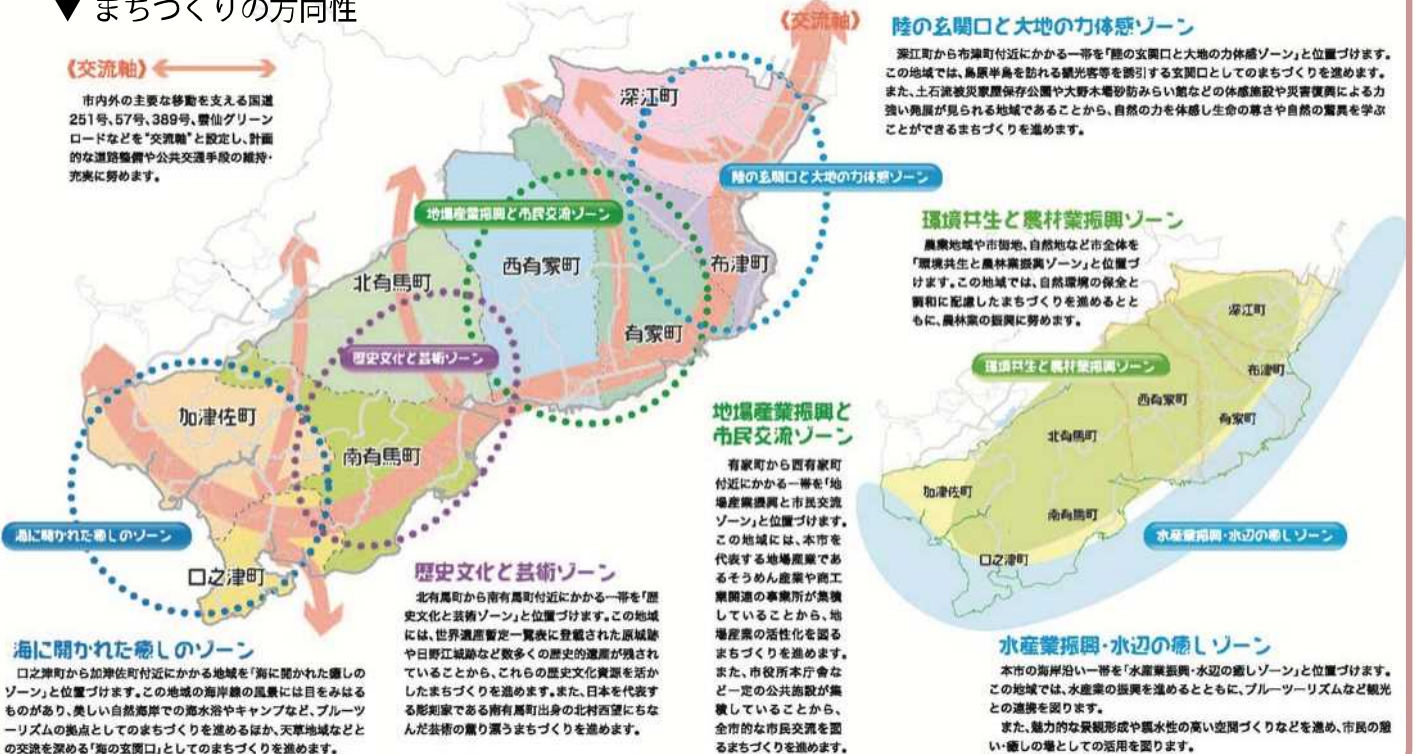 ▼ まちづくりの方向性
《交流軸》
市内外の主要な移動を支える国道
251号、57号、389号、雲仙グリーン
ロードなどを“交流軸”と設定し、計画
的な道路整備や公共交通手段の維持・
充実に努めます。
《交流軸》
陸の玄関口と大地の力体感ゾーン
深江町から布津町付近にかかる一帯を「陸の玄関口と大地の力体感ゾーン」と位置づけます。
この地域では、島原半島を訪れる観光客等を誘引する玄関口としてのまちづくりを進めます。
また、土石流被災家屋保存公園や大野木場砂防みらい館などの体感施設や災害復興による力
強い発展が見られる地域であることから、自然の力を体感し生命の尊さや自然の驚異を学ぶ
ことができるまちづくりを進めます。
深江町
陸の玄関口と大地の力体感ゾーン
地場産業振興と市民交流ゾーン
北有馬町
西有家町
布津町
有家町
歴史文化と芸術ゾーン
加津佐町
南有馬町
海に開かれた癒しのゾーン
口之津町
環境共生と農林業振興ゾーン
農業地域や市街地、自然地など市全体を
「環境共生と農林業振興ゾーン」と位置づ
けます。この地域では、自然環境の保全と
調和に配慮したまちづくりを進めるとと
もに、農林業の振興に努めます。
深江町
環境共生と農林業振興ゾーン
布津町
西有家町
有家町
北有馬町
加津佐町
南有馬町
水産業振興・水辺の癒しゾーン
口之津町
地場産業振興と
市民交流ゾーン
有家町から西有家町
付近にかかる一帯を「地
場産業振興と市民交流
ゾーン」と位置づけます。
この地域には、本市を
代表する地場産業であ
るそうめん産業や商工
業関連の事業所が集積
していることから、地
場産業の活性化を図る
まちづくりを進めます。
また、市役所本庁舎な
ど一定の公共施設が集
積していることから、
全市的な市民交流を図
るまちづくりを進めます。
歴史文化と芸術ゾーン
北有馬町から南有馬町付近にかかる一帯を「歴
史文化と芸術ゾーン」と位置づけます。この地域
には、世界遺産暫定一覧表に登載された原城跡
や日野江城跡など数多くの歴史的遺産が残され
ていることから、これらの歴史文化資源を活か
したまちづくりを進めます。また、日本を代表す
る彫刻家である南有馬町出身の北村西望にちな
んだ芸術の薫り漂うまちづくりを進めます。
海に開かれた癒しのゾーン
口之津町から加津佐町付近にかかる地域を「海に開かれた癒しの
ゾーン」と位置づけます。この地域の海岸線の風景には目をみはる
ものがあり、美しい自然海岸での海水浴やキャンプなど、ブルーツ
ーリズムの拠点としてのまちづくりを進めるほか、天草地域などと
の交流を深める「海の玄関口」としてのまちづくりを進めます。
水産業振興・水辺の癒しゾーン
本市の海岸沿い一帯を「水産業振興・水辺の癒しゾーン」と位置づけます。
この地域では、水産業の振興を進めるとともに、ブルーツーリズムなど観光
との連携を図ります。
また、魅力的な景観形成や親水性の高い空間づくりなどを進め、市民の憩
い・癒しの場としての活用を図ります。